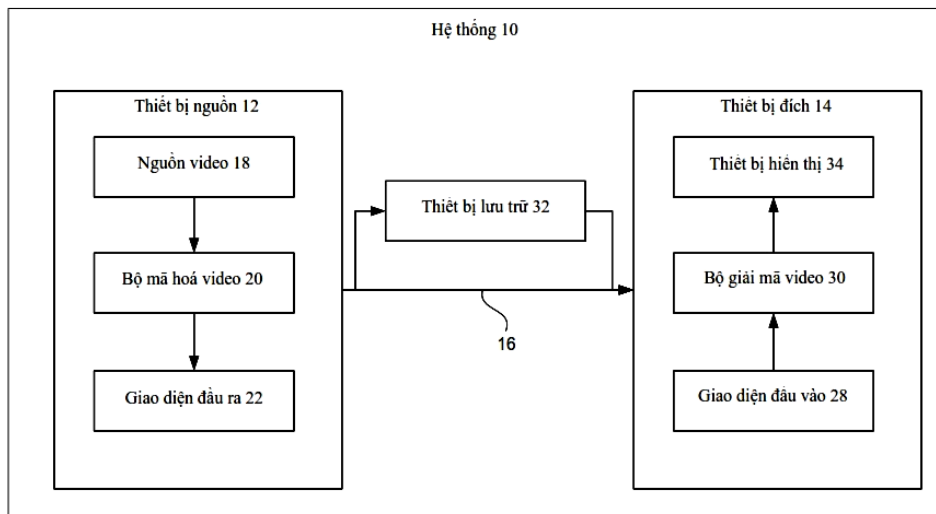 Hệ thống 10
Thiết bị nguồn 12
Nguồn video 18
Bộ mã hoá video 20
Giao diện đầu ra 22
Thiết bị lưu trữ 32
16
Thiết bị đích 14
Thiết bị hiển thị 34
Bộ giải mã video 30
Giao diện đầu vào 28